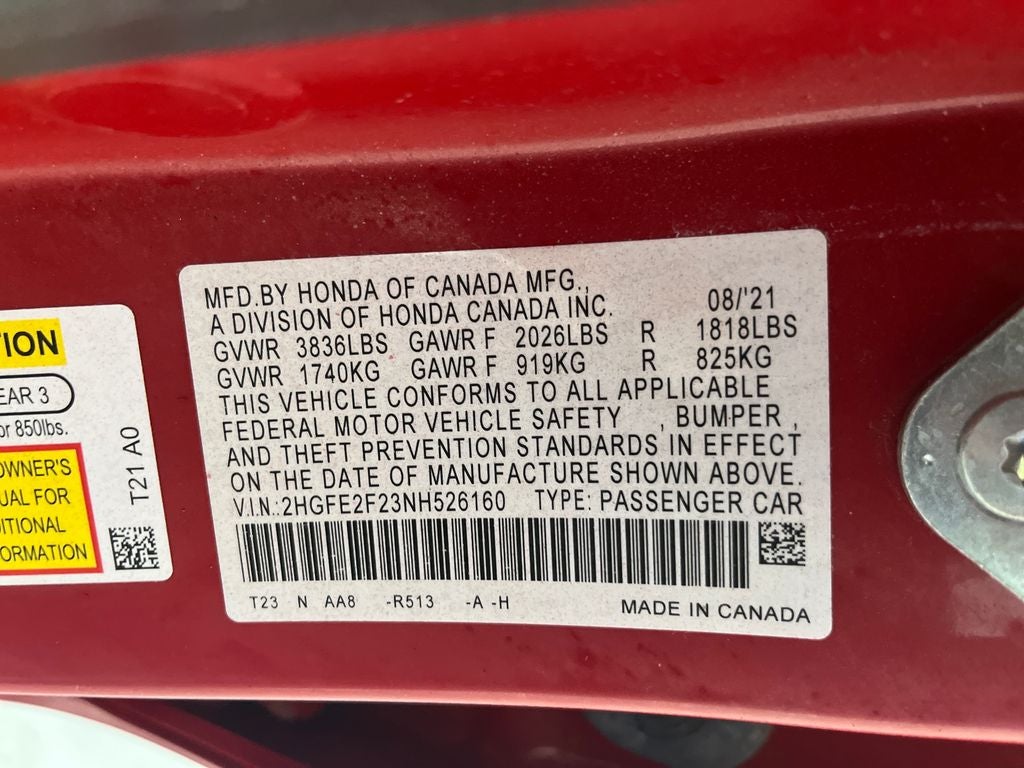 MFD.BY HONDA OF CANADA MFG.,
A DIVISION OF HONDA CANADA INC. 08/'21
GVWR 3836LBS GAWR F 2026LBS R 1818LBS
GVWR 1740KG GAWR F 919KG R 825KG
THIS VEHICLE CONFORMS TO ALL APPLICABLE
FEDERAL MOTOR VEHICLE SAFETY , BUMPER ,
AND THEFT PREVENTION STANDARDS IN EFFECT
ON THE DATE OF MANUFACTURE SHOWN ABOVE.
V.I.N.:2HGFE2F23NH526160 TYPE: PASSENGER CAR
T23 N AA8 -R513 -A -H MADE IN CANADA
TION
EAR 3
or 850lbs.
OWNER'S
UAL FOR
DITIONAL
ORMATION
T21 A0